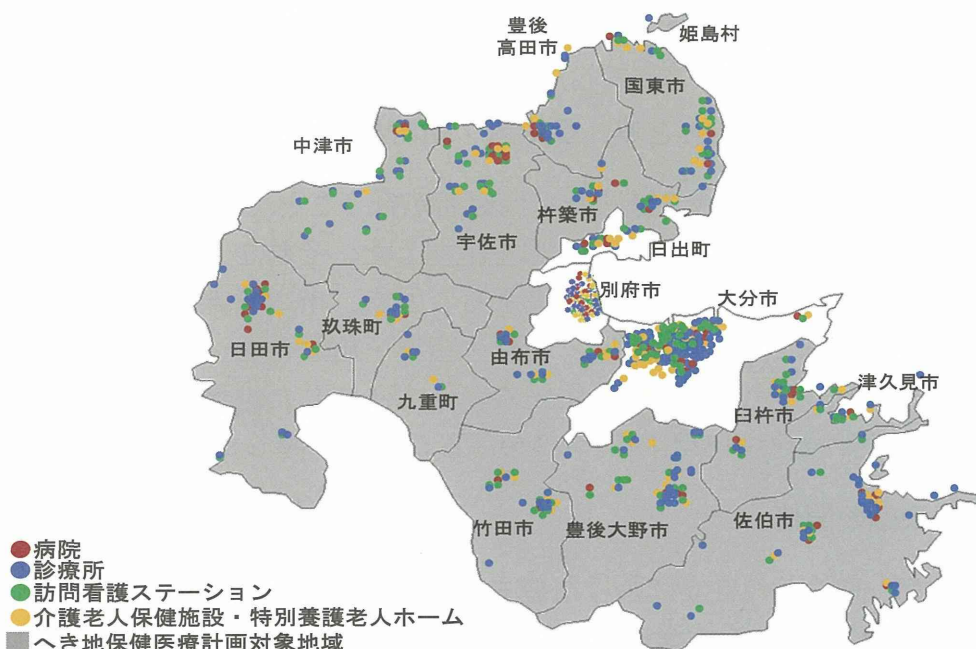 豊後
高田市
姫島村
国東市
中津市
杵築市
宇佐市
日出町
別府市
大分市
玖珠町
日田市
由布市
津久見市
臼杵市
九重町
竹田市
豊後大野市
佐伯市
病院
診療所
訪問看護ステーション
介護老人保健施設・特別養護老人ホーム
へき地保健医療計画対象地域